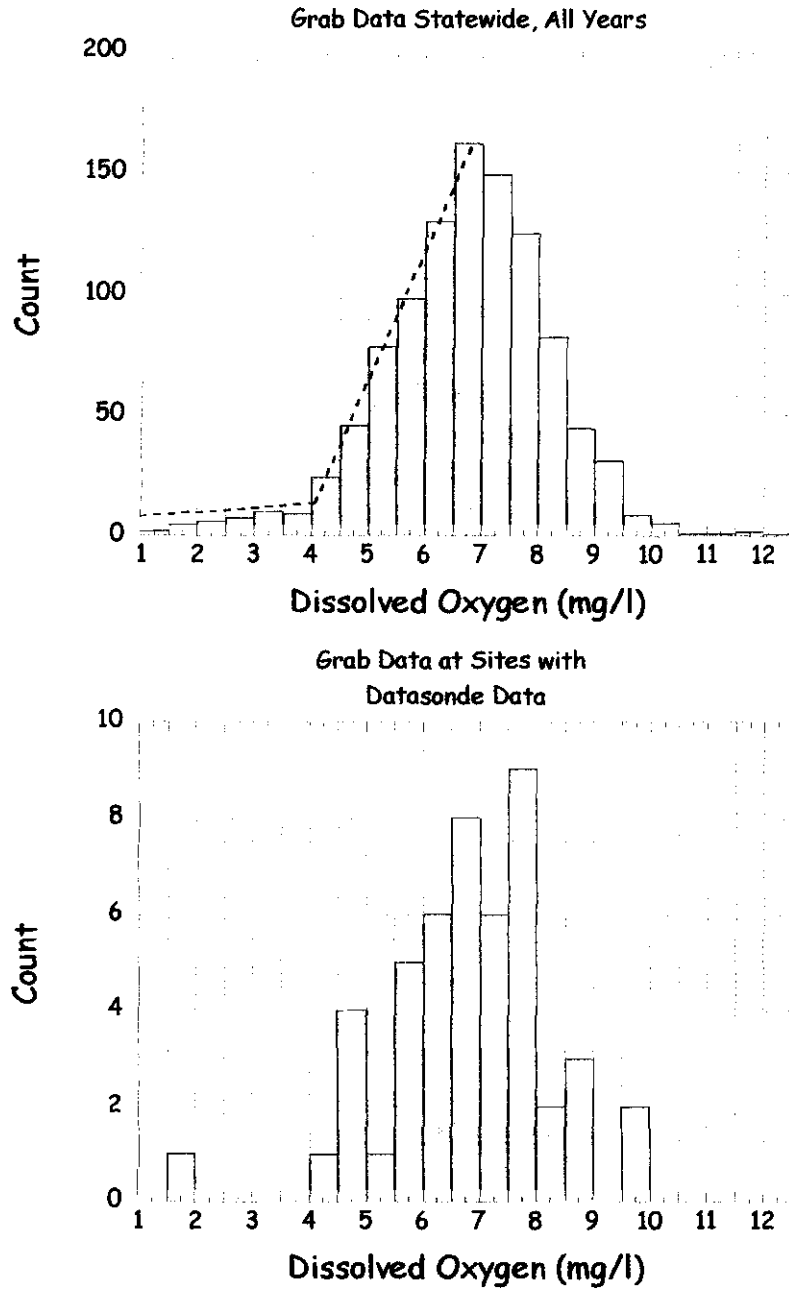 Grab Data Statewide, All Years
200
150
100
50
0
Count
1 2 3 4 5 6 7 8 9 10 11 12
Dissolved Oxygen (mg/l)
Grab Data at Sites with
Datasonde Data
10
8
6
4
2
0
Count
1 2 3 4 5 6 7 8 9 10 11 12
Dissolved Oxygen (mg/l)